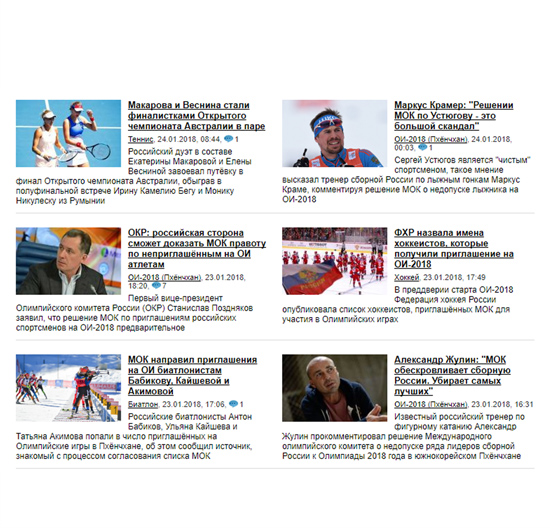 Макарова и Веснина стали
финалистками Открытого
чемпионата Австралии в паре
Теннис, 24.01.2018, 08:44, 1
Российский дуэт в составе
Екатерины Макаровой и Елены
Весниной завоевал путёвку в
финал Открытого чемпионата Австралии, обыграв в
полуфинальной встрече Ирину Камелию Бегу и Монику
Никулеску из Румынии
Маркус Крамер: "Решении
МОК по Устюгову - это
большой скандал"
ОИ-2018 (Пхёнчхан), 24.01.2018,
00:03, 1
Сергей Устюгов является "чистым"
спортсменом, такое мнение
высказал тренер сборной России по лыжным гонкам Маркус
Краме, комментируя решение МОК о недопуске лыжника на
ОИ-2018
ОКР: российская сторона
сможет доказать МОК правоту
по неприглашённым на ОИ
атлетам
ОИ-2018 (Пхёнчхан), 23.01.2018,
18:20, 7
Первый вице-президент
Олимпийского комитета России (ОКР) Станислав Поздняков
заявил, что решение МОК по приглашениям российских
спортсменов на ОИ-2018 предварительное
ФХР назвала имена
хоккеистов, которые
получили приглашение на
ОИ-2018
Хоккей, 23.01.2018, 17:49
В преддверии старта ОИ-2018
Федерация хоккея России
опубликовала список хоккеистов, приглашённых МОК для
участия в Олимпийских играх
МОК направил приглашения
на ОИ биатлонистам
Бабикову, Кайшевой и
Акимовой
Биатлон, 23.01.2018, 17:06, 1
Российские биатлонисты Антон
Бабиков, Ульяна Кайшева и
Татьяна Акимова попали в число приглашённых на
Олимпийские игры в Пхёнчхане, об этом сообщил источник,
знакомый с процессом согласования списка МОК
Александр Жулин: "МОК
обескровливает сборную
России. Убирает самых
лучших"
ОИ-2018 (Пхёнчхан), 23.01.2018, 16:31
Известный российский тренер по
фигурному катанию Александр
Жулин прокомментировал решение Международного
олимпийского комитета о недопуске ряда лидеров сборной
России к Олимпиады 2018 года в южнокорейском Пхёнчхане